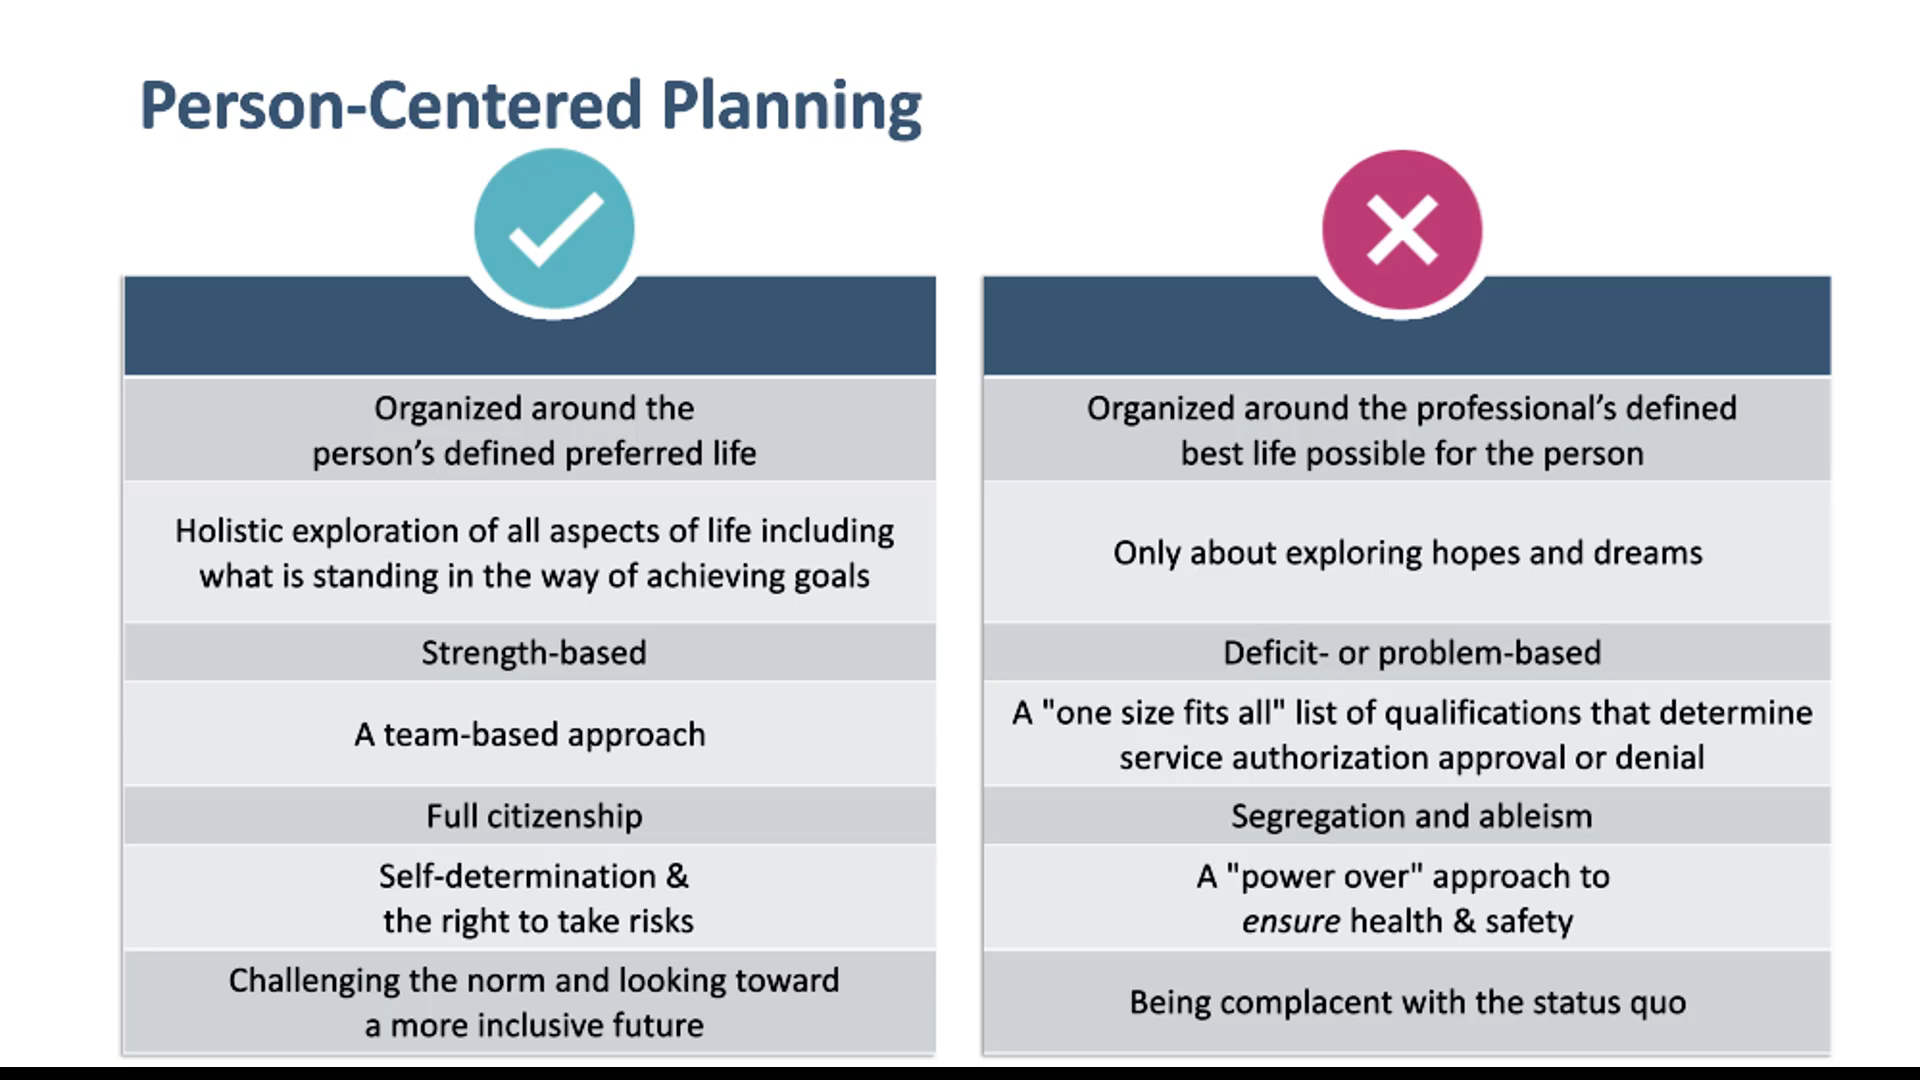 Person-Centered Planning
Organized around the
person’s defined preferred life
Organized around the professional’s defined
best life possible for the person
Holistic exploration of all aspects of life including
what is standing in the way of achieving goals
Only about exploring hopes and dreams
Strength-based
Deficit- or problem-based
A team-based approach
A "one size fits all" list of qualifications that determine
service authorization approval or denial
Full citizenship
Segregation and ableism
Self-determination &
the right to take risks
A "power over" approach to
ensure health & safety
Challenging the norm and looking toward
a more inclusive future
Being complacent with the status quo